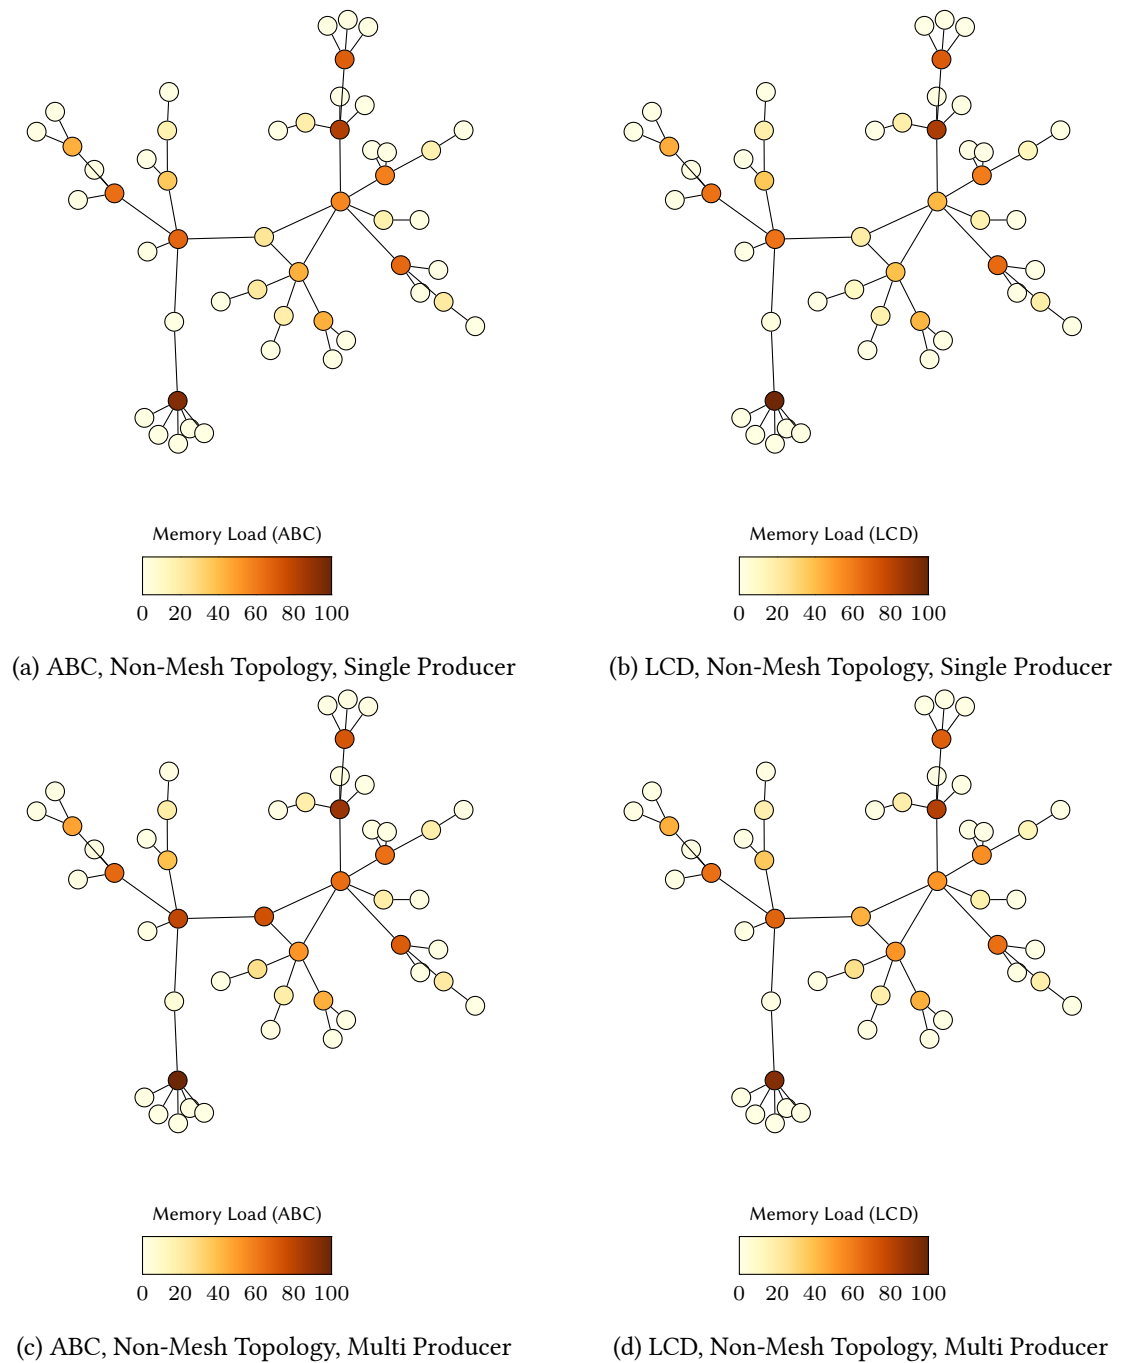 Memory Load (ABC)
0 20 40 60 80 100
(a) ABC, Non-Mesh Topology, Single Producer
Memory Load (LCD)
0 20 40 60 80 100
(b) LCD, Non-Mesh Topology, Single Producer
Memory Load (ABC)
0 20 40 60 80 100
(c) ABC, Non-Mesh Topology, Multi Producer
Memory Load (LCD)
0 20 40 60 80 100
(d) LCD, Non-Mesh Topology, Multi Producer